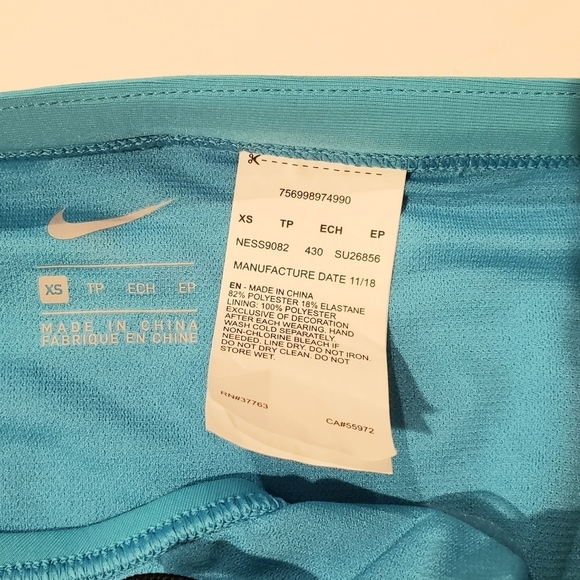 XS TP ECH EP
MADE IN CHINA
FABRIQUE EN CHINE
756998974990
XS TP ECH EP
NESS9082 430 SU26856
MANUFACTURE DATE 11/18
EN - MADE IN CHINA
82% POLYESTER 18% ELASTANE
LINING: 100% POLYESTER
EXCLUSIVE OF DECORATION
AFTER EACH WEARING. HAND
WASH COLD SEPARATELY
NON-CHLORINE BLEACH IF
NEEDED. LINE DRY. DO NOT IRON.
DO NOT DRY CLEAN. DO NOT
STORE WET.
RN#37763 CA#55972